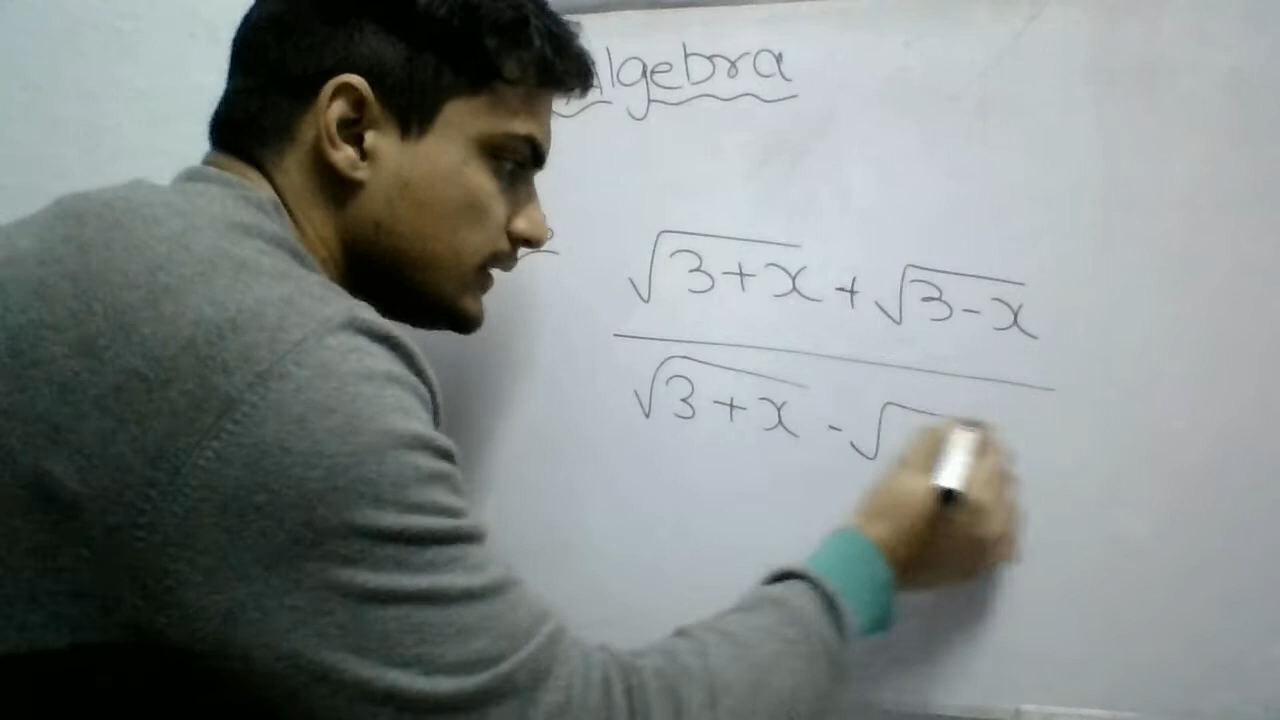 Algebra
√3+x + √3-x
√3+x - √